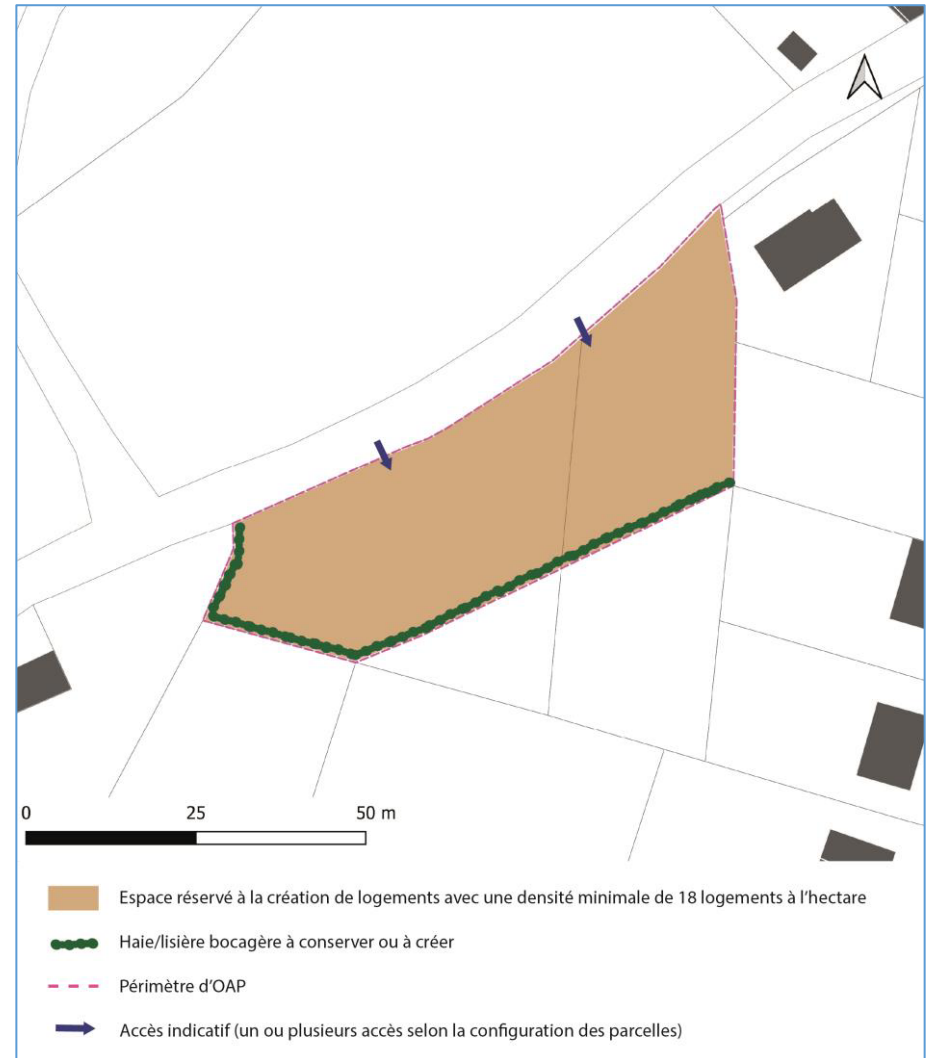 0 25 50 m
Espace réservé à la création de logements avec une densité minimale de 18 logements à l'hectare
Haie/lisière bocagère à conserver ou à créer
Périmètre d'OAP
Accès indicatif (un ou plusieurs accès selon la configuration des parcelles)